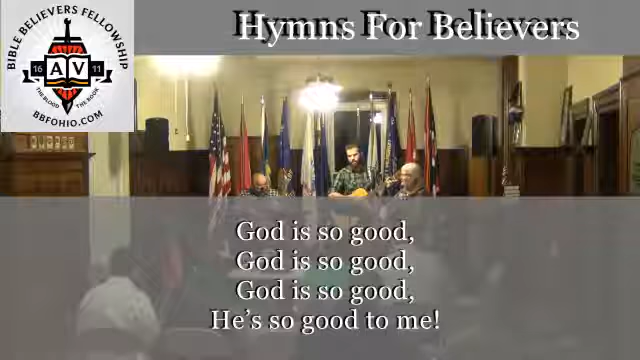 Hymns For Believers
BIBLE BELIEVERS FELLOWSHIP
16 AV 11
THE BLOOD THE BOOK
BBFOHIO.COM
God is so good,
God is so good,
God is so good,
He's so good to me!